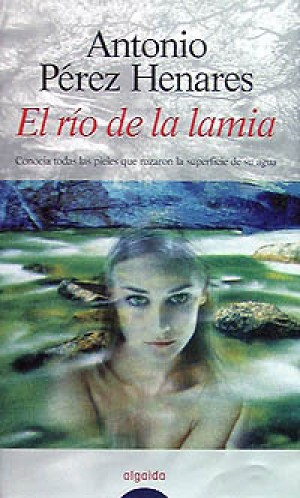 Antonio
Pérez Henares
El río de la lamia
Conocía todas las pieles que rozaron la superficie de su agua
algaida